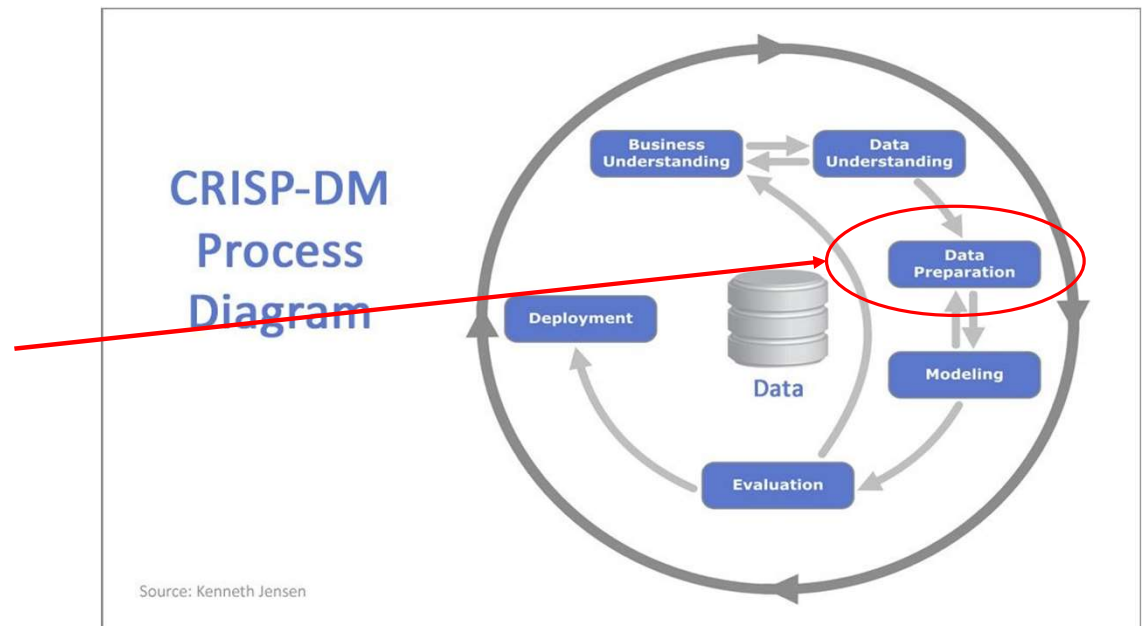 CRISP-DM
Process
Diagram
Business
Understanding
Data
Understanding
Data
Preparation
Deployment
Data
Modeling
Evaluation
Source: Kenneth Jensen